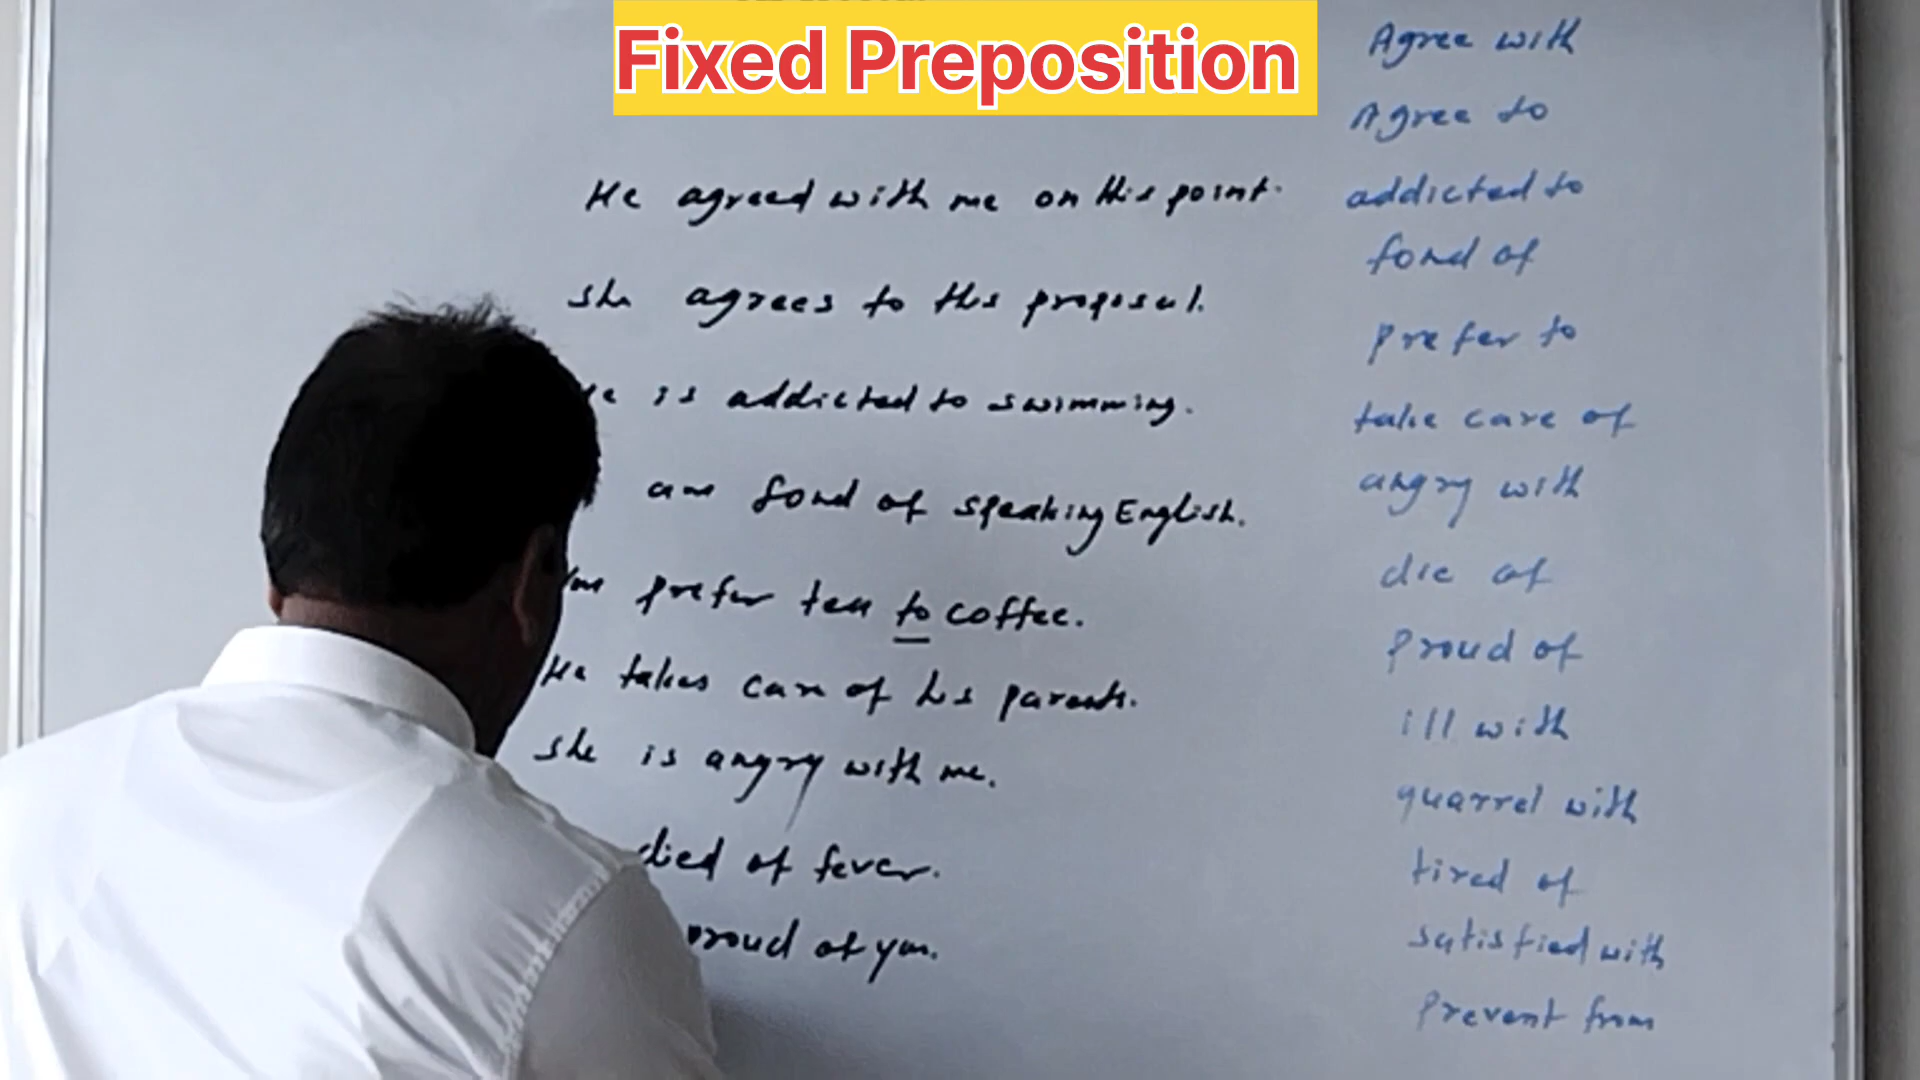 Fixed Preposition
He agreed with me on this point.
she agrees to this proposal.
is addicted to swimming.
am fond of speaking English.
prefer tea to coffee.
He takes care of his parents.
she is angry with me.
died of fever.
proud of you.
Agree with
Agree to
addicted to
fond of
prefer to
take care of
angry with
die of
proud of
ill with
quarrel with
tired of
satisfied with
Prevent from